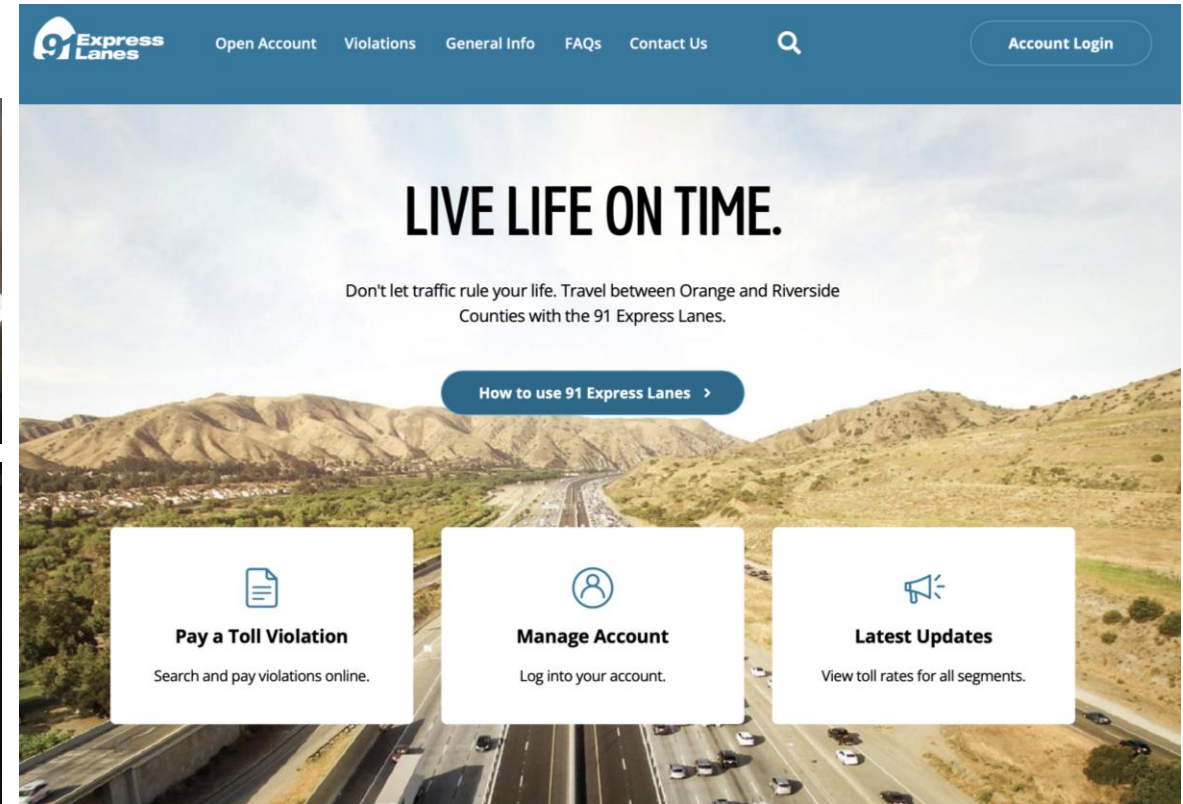 91 Express
Lanes
Open Account
Violations
General Info
FAQs
Contact Us
Account Login
LIVE LIFE ON TIME.
Don't let traffic rule your life. Travel between Orange and Riverside
Counties with the 91 Express Lanes.
How to use 91 Express Lanes >
Pay a Toll Violation
Search and pay violations online.
Manage Account
Log into your account.
Latest Updates
View toll rates for all segments.